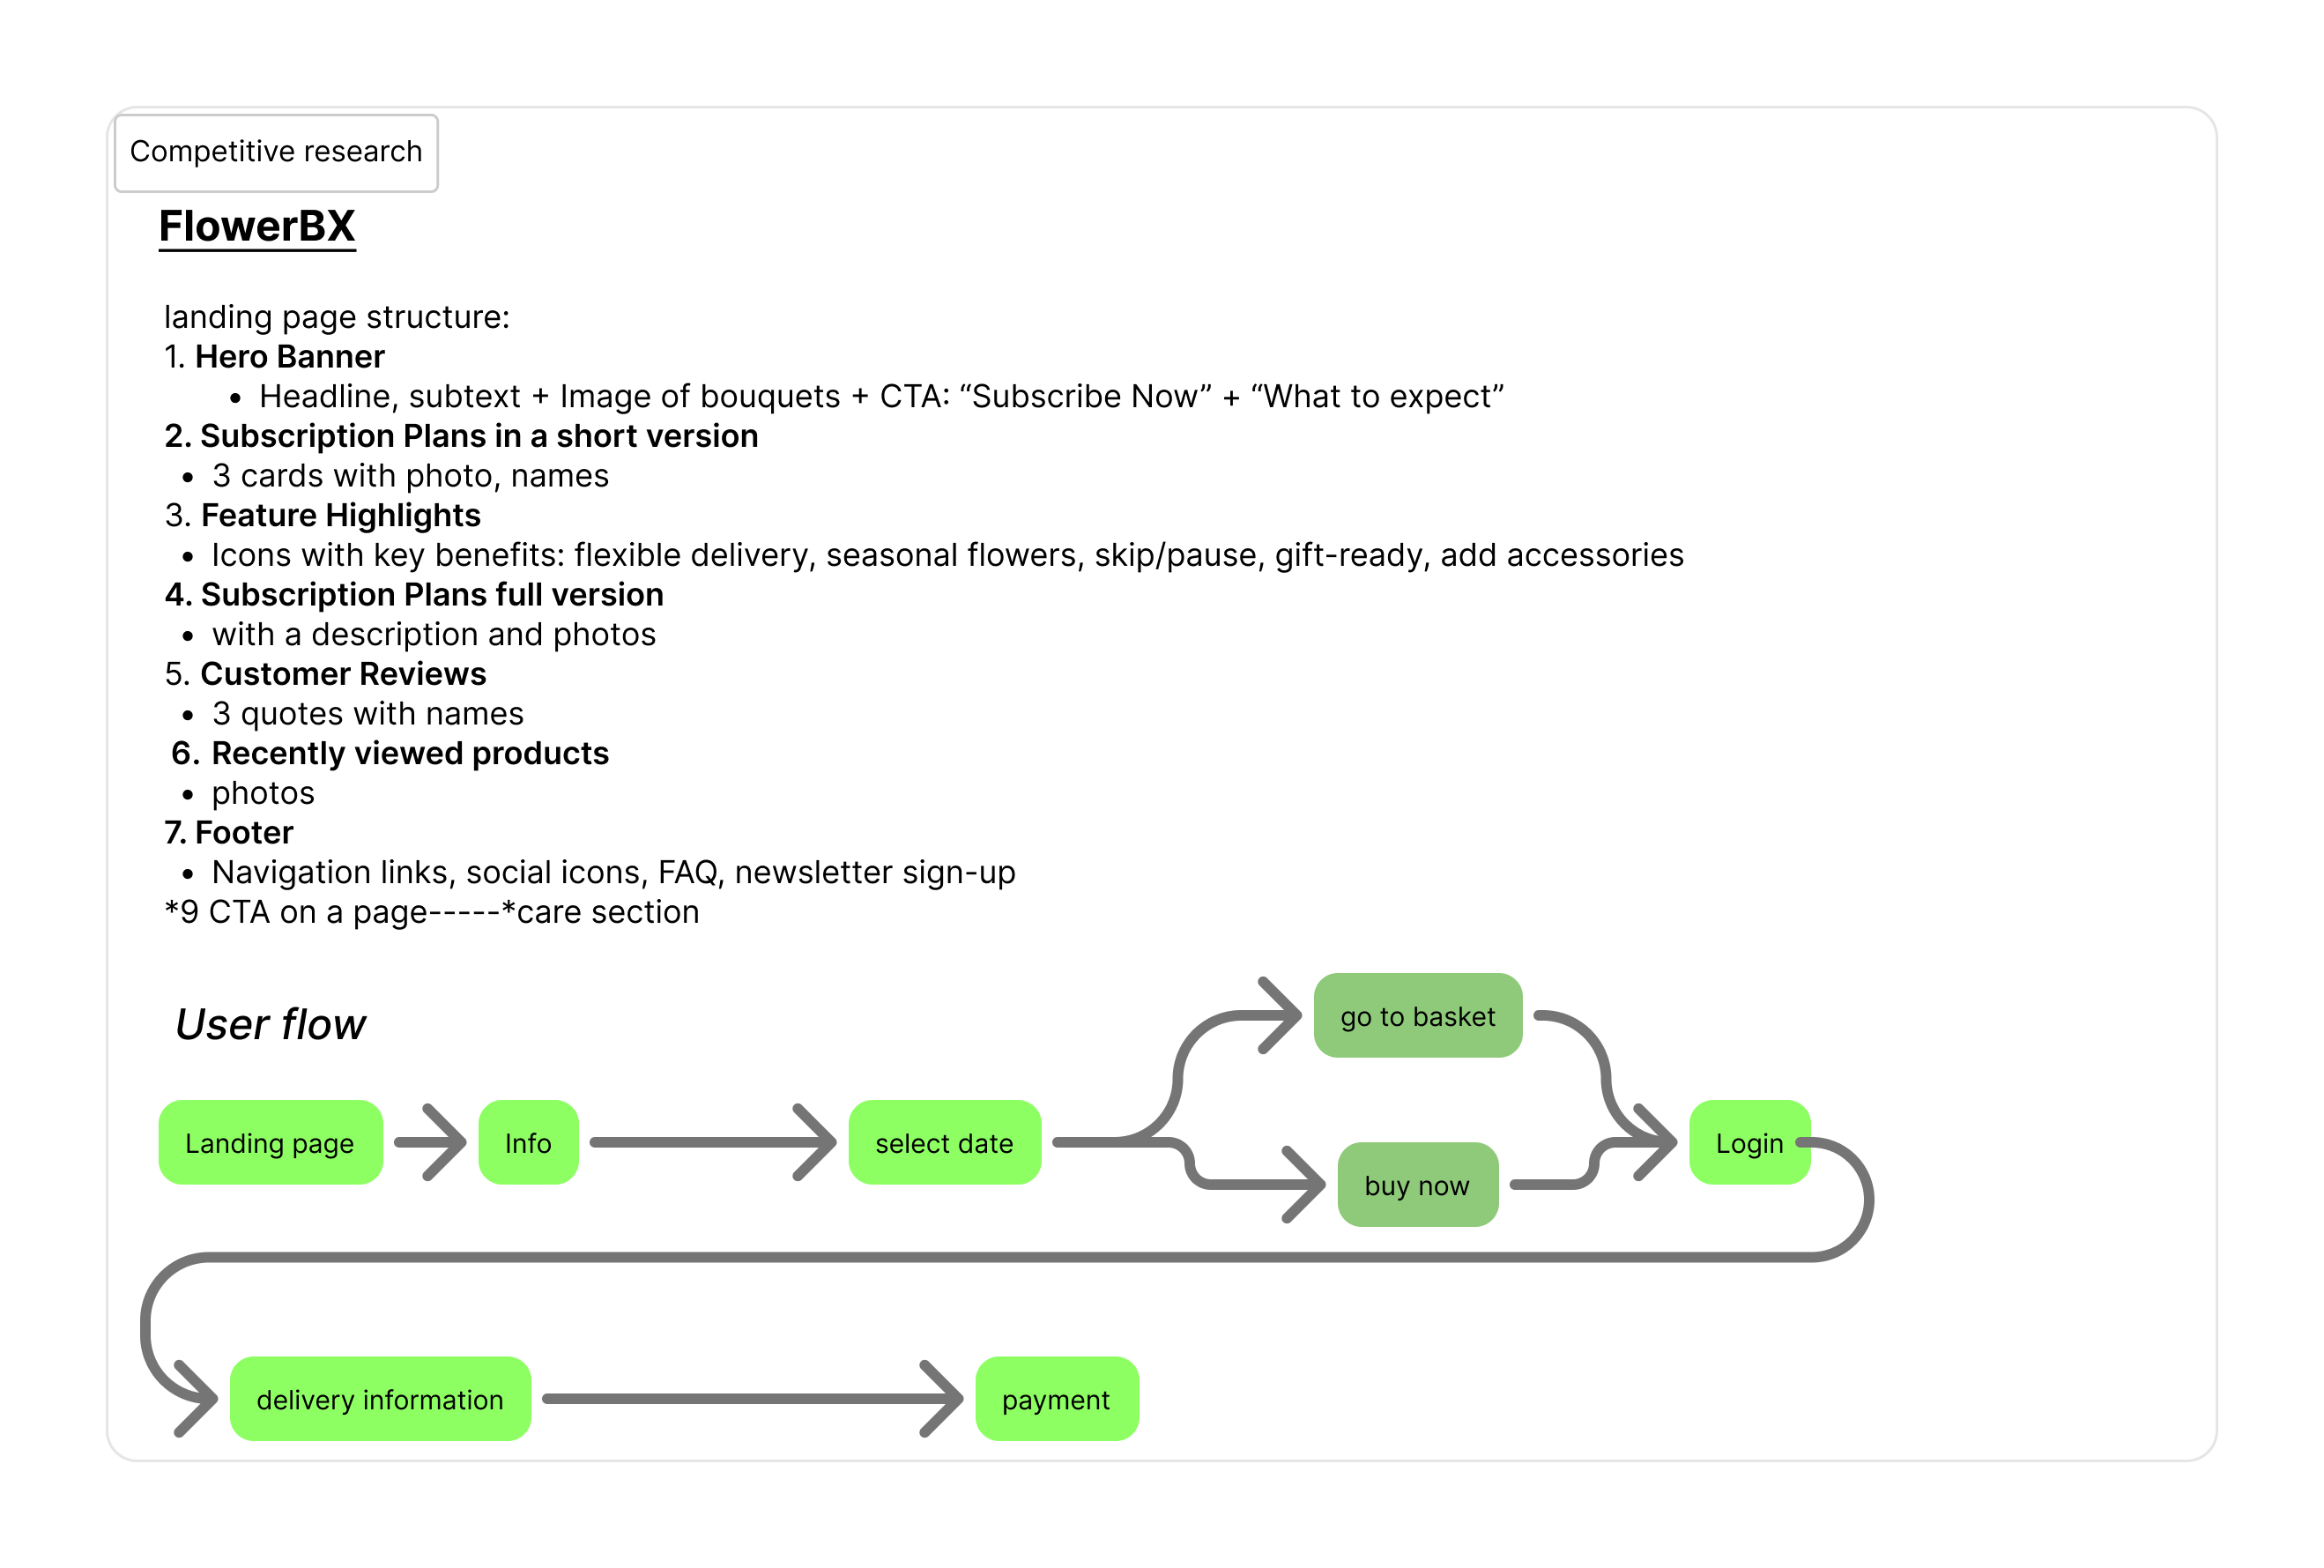 Competitive research
FlowerBX
landing page structure:
1. Hero Banner
• Headline, subtext + Image of bouquets + CTA: “Subscribe Now” + “What to expect”
2. Subscription Plans in a short version
• 3 cards with photo, names
3. Feature Highlights
• Icons with key benefits: flexible delivery, seasonal flowers, skip/pause, gift-ready, add accessories
4. Subscription Plans full version
• with a description and photos
5. Customer Reviews
• 3 quotes with names
6. Recently viewed products
• photos
7. Footer
• Navigation links, social icons, FAQ, newsletter sign-up
*9 CTA on a page-----*care section
User flow
Landing page
Info
select date
go to basket
buy now
Login
delivery information
payment